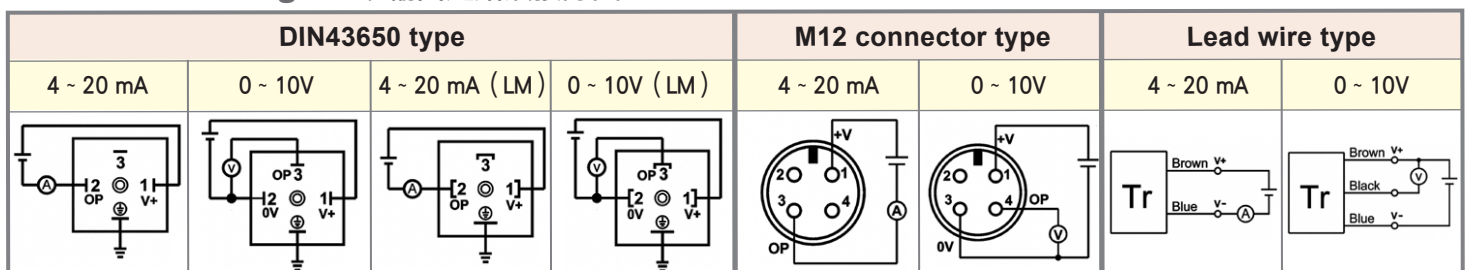 DIN43650 type M12 connector type Lead wire type
4 ~ 20 mA 0 ~ 10V 4 ~ 20 mA ( LM ) 0 ~ 10V ( LM ) 4 ~ 20 mA 0 ~ 10V 4 ~ 20 mA 0 ~ 10V
3
2 1
OP V+
A
V
OP 3
2 1
0V V+
3
A
2 1
OP V+
V
OP 3
2 1
0V V+
+V
2 1
3 4
A
OP
+V
2 1
3 4 OP
V
0V
Brown V+
Tr
Blue V- A
Brown V+
V
Tr Black
Blue V-